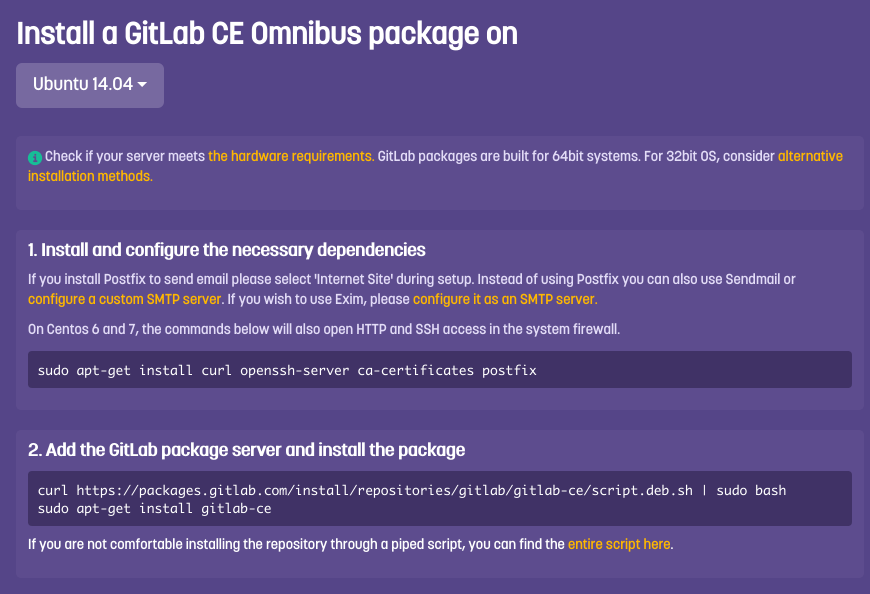 Install a GitLab CE Omnibus package on
Ubuntu 14.04
Check if your server meets the hardware requirements. GitLab packages are built for 64bit systems. For 32bit OS, consider alternative
installation methods.
1. Install and configure the necessary dependencies
If you install Postfix to send email please select 'Internet Site' during setup. Instead of using Postfix you can also use Sendmail or
configure a custom SMTP server. If you wish to use Exim, please configure it as an SMTP server.
On Centos 6 and 7, the commands below will also open HTTP and SSH access in the system firewall.
sudo apt-get install curl openssh-server ca-certificates postfix
2. Add the GitLab package server and install the package
curl https://packages.gitlab.com/install/repositories/gitlab/gitlab-ce/script.deb.sh | sudo bash
sudo apt-get install gitlab-ce
If you are not comfortable installing the repository through a piped script, you can find the entire script here.